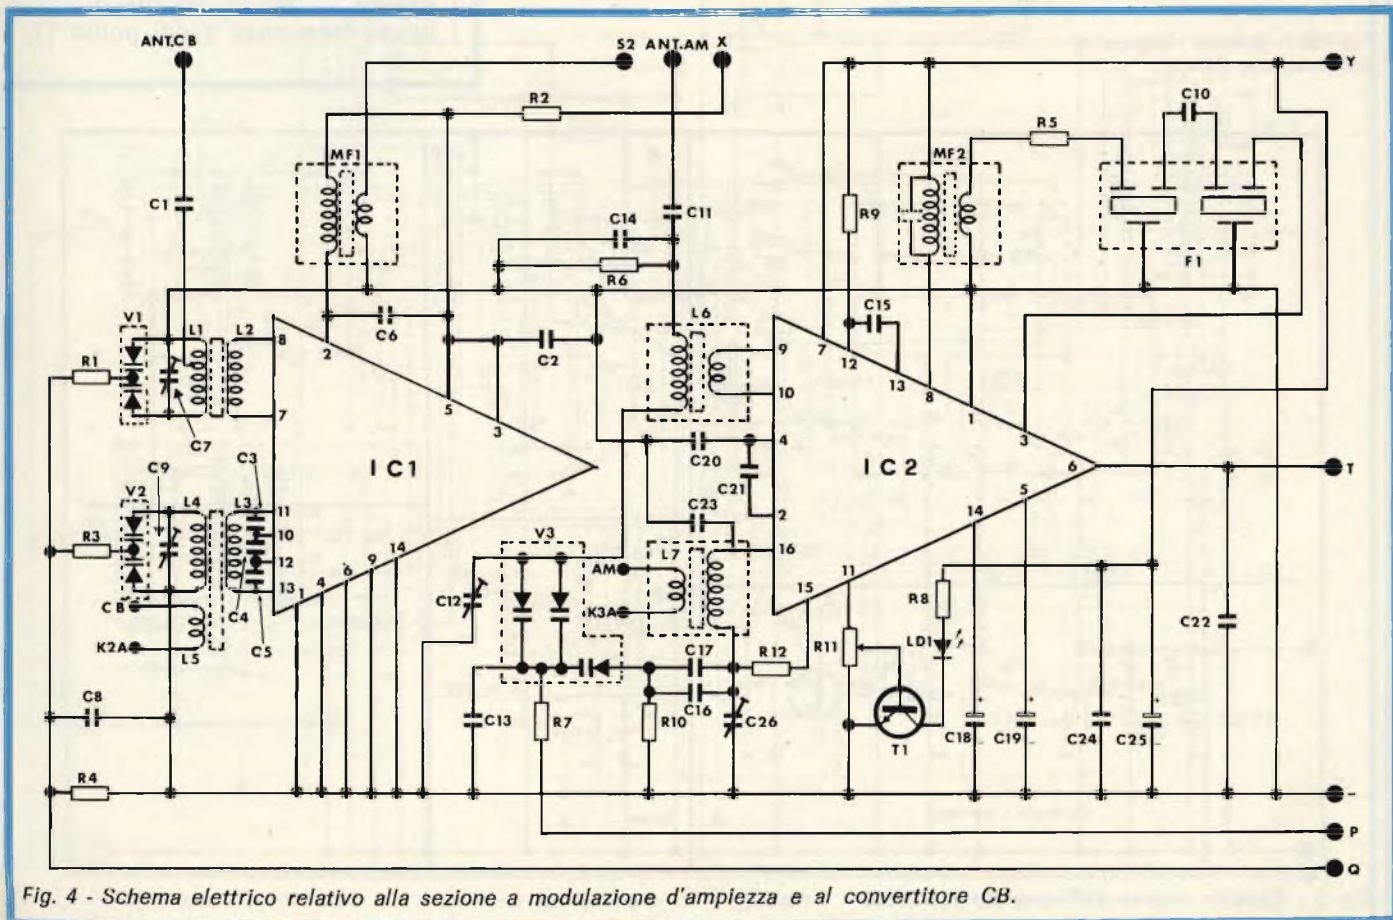 ANT.CB
S2 ANT.AM X
Y
R2
C10
R5
MF1
MF2
C1
C14
C11
R9
R6
F1
V1
L1
L2
C6
C2
L6
C15
8
2
9
7
12
13
R1
5
10
8
1
C7
7
3
4
3
C20
IC1
IC2
6
T
C9
C3
C21
5
V2
L4
L3
11
C23
2
14
10
V3
L7
16
R3
12
14
AM
11
9
15
13
6
R8
CB
1
4
C12
K3A
C4
R11
LD1
C22
K2A
L5
C5
C17
R12
C8
C13
R7
R10
C16
C26
T1
C18
C19
C24
C25
R4
-
P
Q
Fig. 4 - Schema elettrico relativo alla sezione a modulazione d'ampiezza e al convertitore CB.